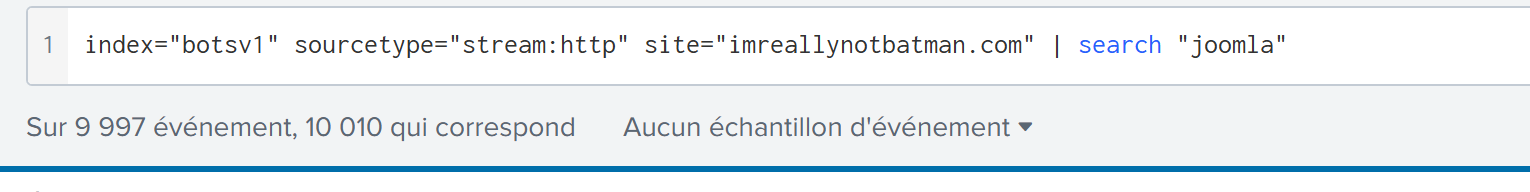 1 index="botsv1" sourcetype="stream:http" site="imreallynotbatman.com" | search "joomla"
Sur 9 997 événement, 10 010 qui correspond Aucun échantillon d'événement